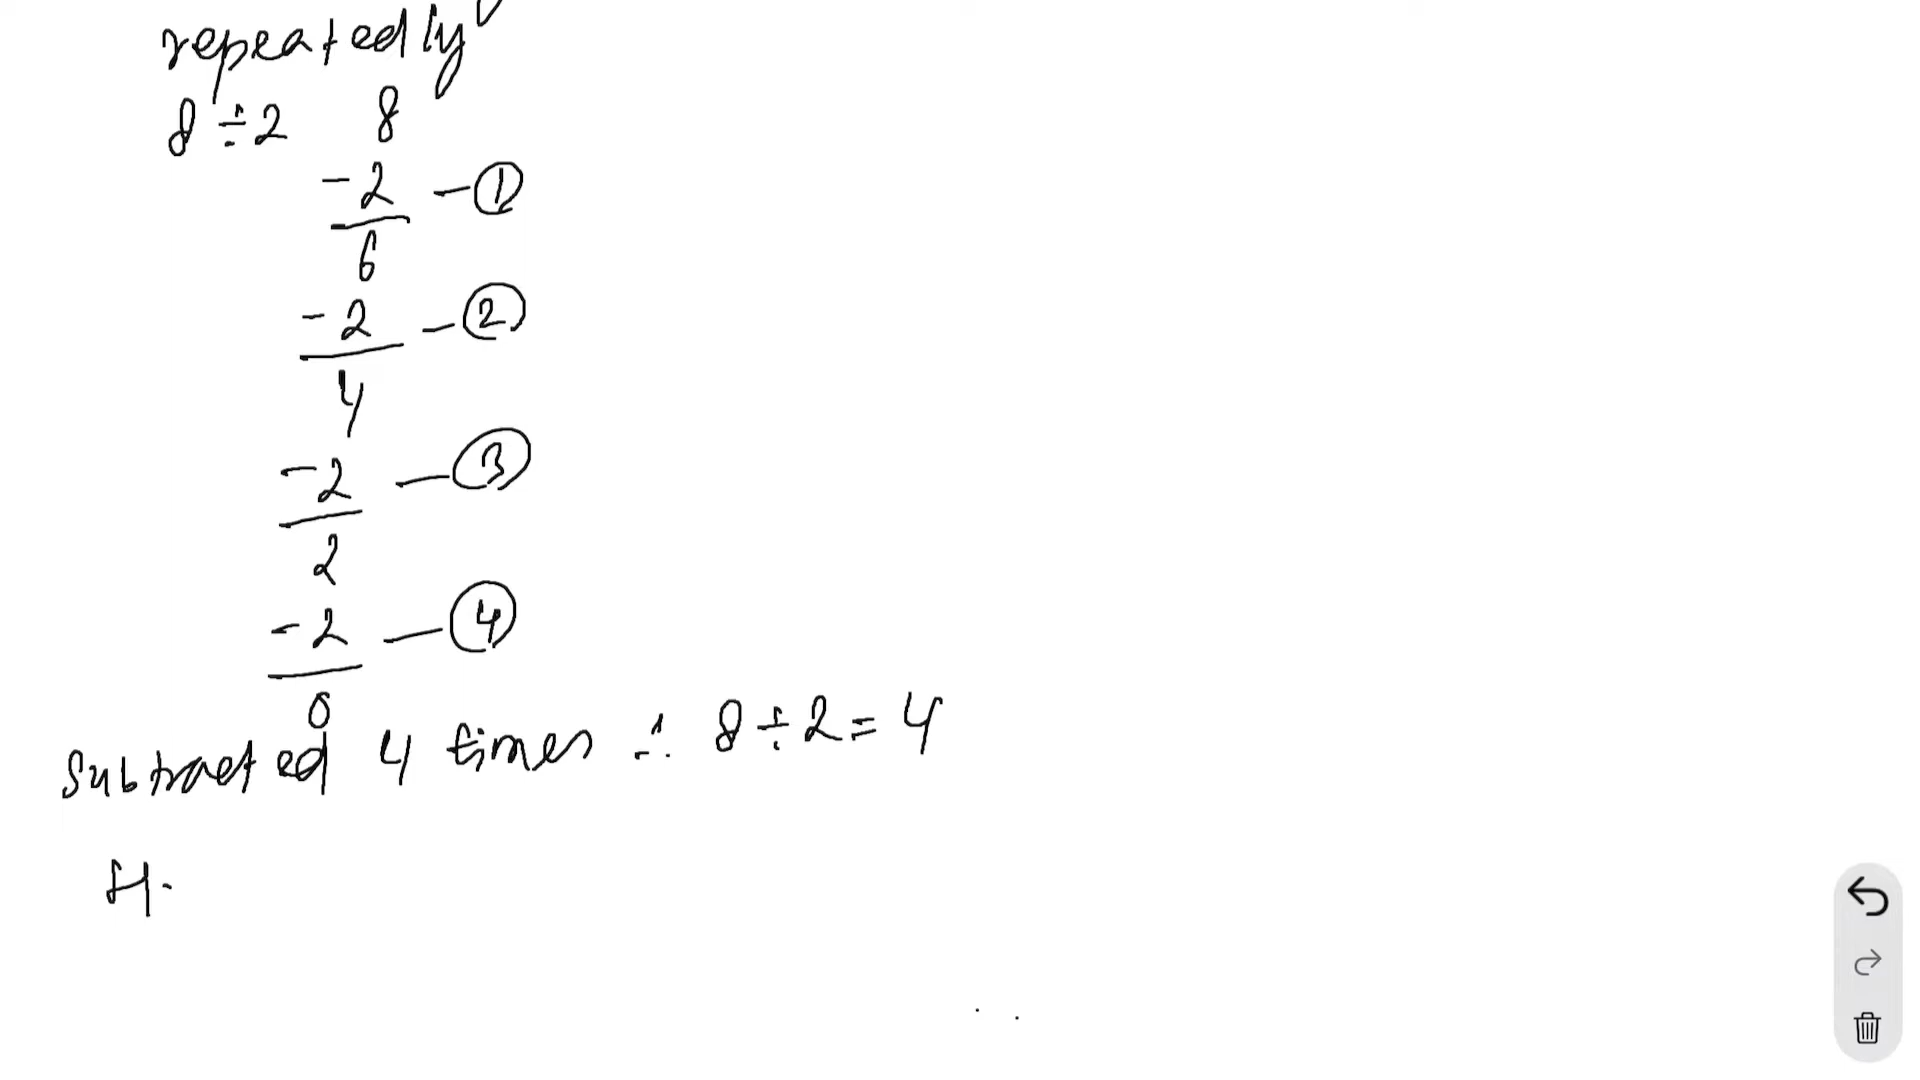 repeatedly
8 ÷ 2 8
- 2 - ①
6
- 2 - ②
4
- 2 - ③
2
- 2 - ④
0
Subtracted 4 times ∴ 8 ÷ 2 = 4
H.